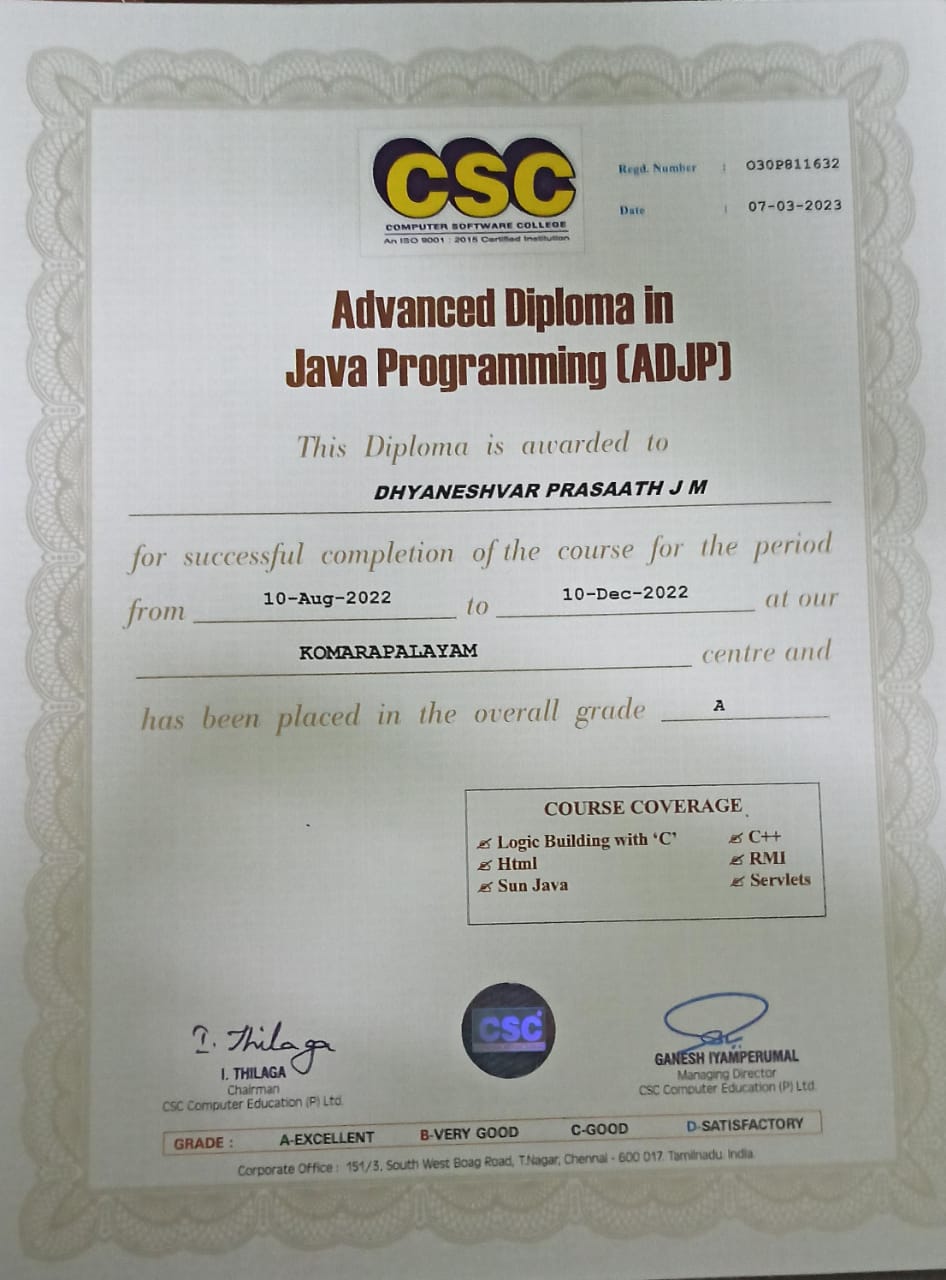 CSC
COMPUTER SOFTWARE COLLEGE
An ISO 9001 : 2015 Certified Institution
Regd. Number : O30P811632
Date : 07-03-2023
Advanced Diploma in
Java Programming (ADJP)
This Diploma is awarded to
DHYANESHVAR PRASAATH J M
for successful completion of the course for the period
from 10-Aug-2022 to 10-Dec-2022 at our
KOMARAPALAYAM centre and
has been placed in the overall grade A
COURSE COVERAGE
Logic Building with ‘C’ C++
Html RMI
Sun Java Servlets
I. Thilaga
CSC
I. THILAGA
Chairman
CSC Computer Education (P) Ltd.
GANESH IYAMPERUMAL
Managing Director
CSC Computer Education (P) Ltd.
GRADE : A-EXCELLENT B-VERY GOOD C-GOOD D-SATISFACTORY
Corporate Office : 151/3, South West Boag Road, T.Nagar, Chennai - 600 017. Tamilnadu. India.